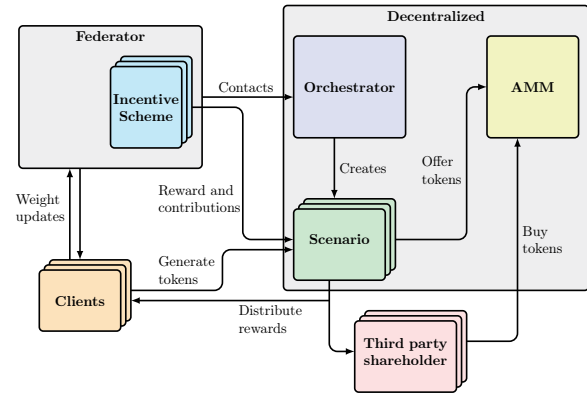 Decentralized
Federator
Incentive
Scheme
Contacts
Orchestrator
AMM
Creates
Offer
tokens
Reward and
contributions
Weight
updates
Scenario
Generate
tokens
Buy
tokens
Clients
Distribute
rewards
Third party
shareholder